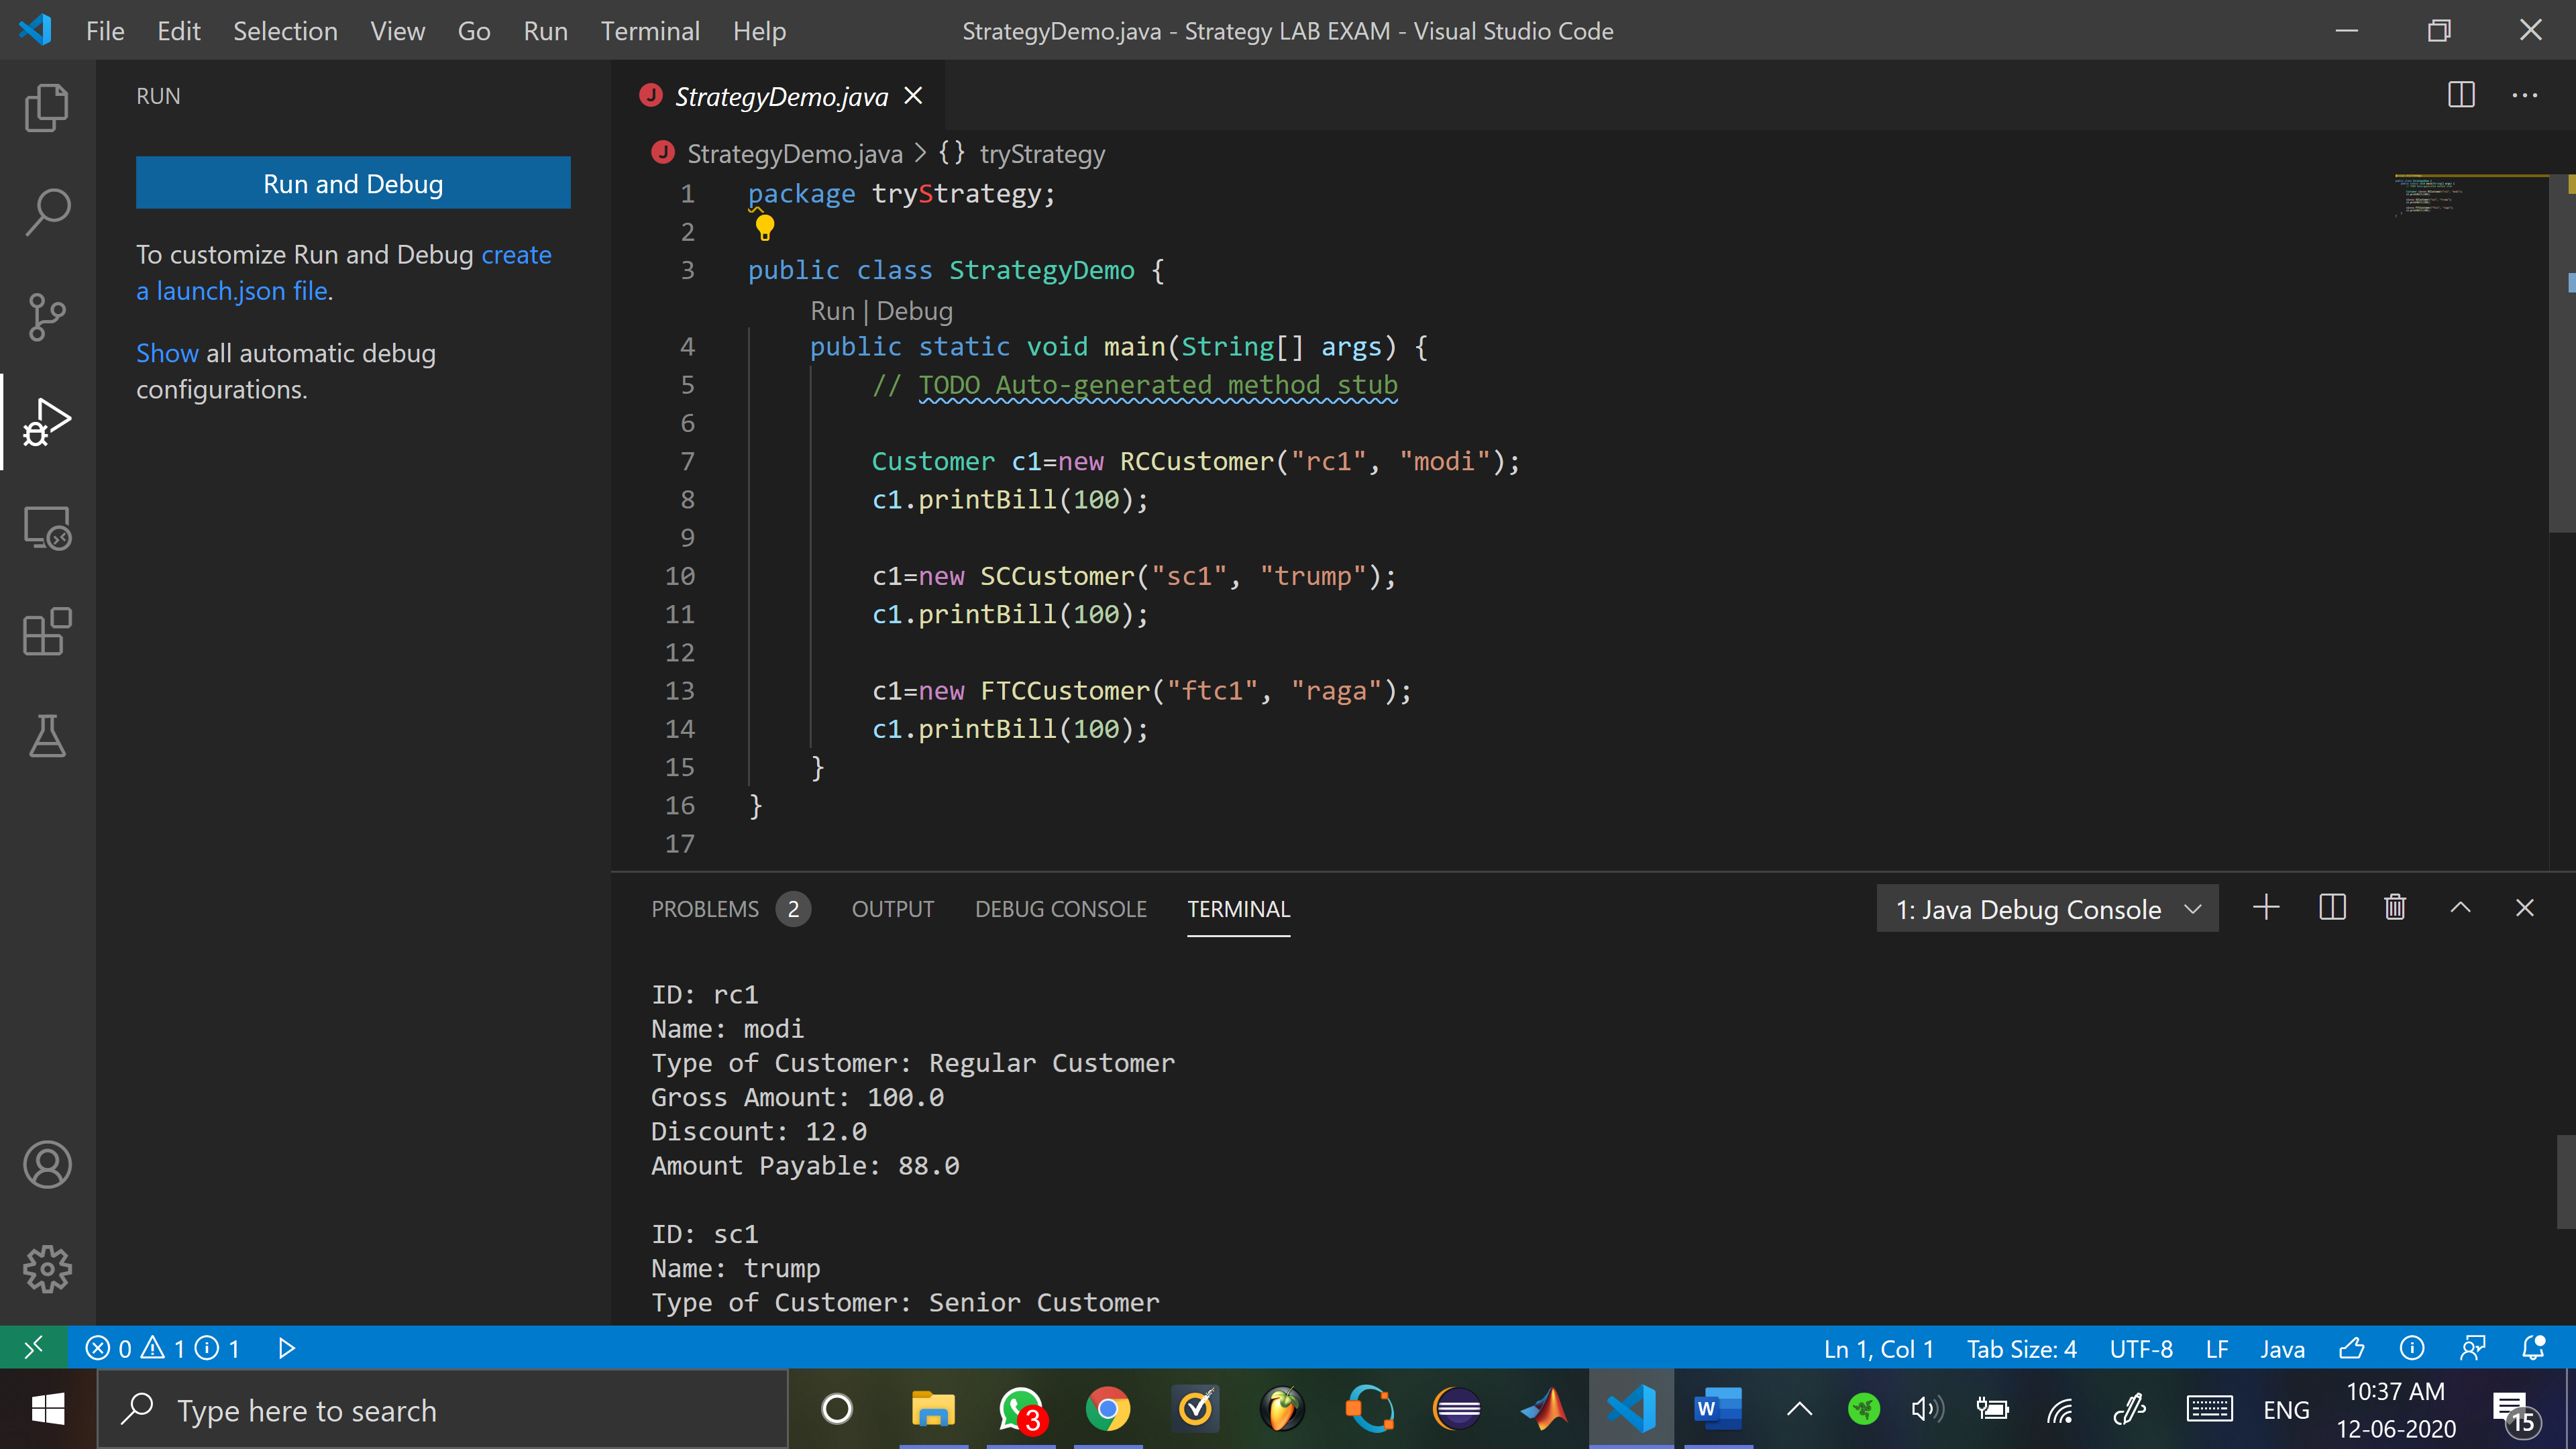 File Edit Selection View Go Run Terminal Help StrategyDemo.java - Strategy LAB EXAM - Visual Studio Code
RUN
Run and Debug
To customize Run and Debug create
a launch.json file.
Show all automatic debug
configurations.
StrategyDemo.java
StrategyDemo.java > {} tryStrategy
1 package tryStrategy;
2
3 public class StrategyDemo {
Run | Debug
4 public static void main(String[] args) {
5 // TODO Auto-generated method stub
6
7 Customer c1=new RCCustomer("rc1", "modi");
8 c1.printBill(100);
9
10 c1=new SCCustomer("sc1", "trump");
11 c1.printBill(100);
12
13 c1=new FTCCustomer("ftc1", "raga");
14 c1.printBill(100);
15 }
16 }
17
PROBLEMS 2 OUTPUT DEBUG CONSOLE TERMINAL 1: Java Debug Console
ID: rc1
Name: modi
Type of Customer: Regular Customer
Gross Amount: 100.0
Discount: 12.0
Amount Payable: 88.0
ID: sc1
Name: trump
Type of Customer: Senior Customer
0 1 1 Ln 1, Col 1 Tab Size: 4 UTF-8 LF Java
Type here to search 3 W ENG 10:37 AM
12-06-2020 15